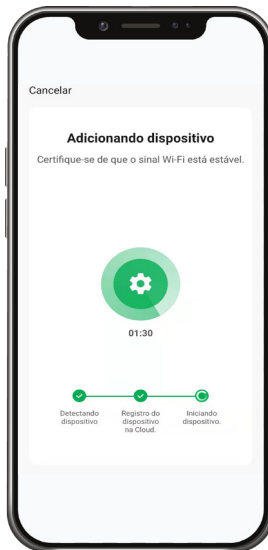 Cancelar
Adicionando dispositivo
Certifique-se de que o sinal Wi-Fi está estável.
01:30
Detectando
dispositivo
Registro do
dispositivo
na Cloud.
Iniciando
dispositivo.